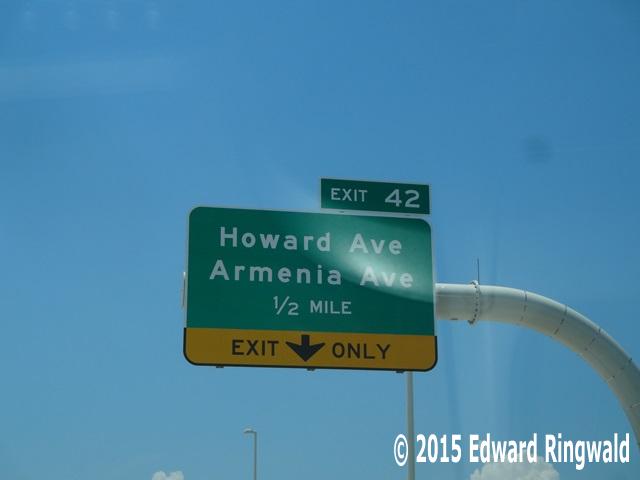 EXIT 42
Howard Ave
Armenia Ave
1/2 MILE
EXIT ONLY
© 2015 Edward Ringwald